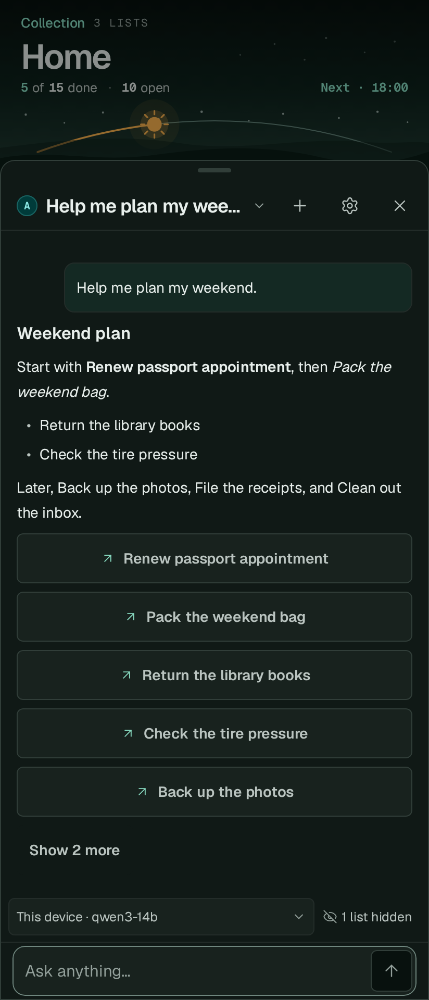 Collection 3 LISTS
Home
5 of 15 done · 10 open
Next · 18:00
A
Help me plan my wee...
Help me plan my weekend.
Weekend plan
Start with Renew passport appointment, then Pack the
weekend bag.
• Return the library books
• Check the tire pressure
Later, Back up the photos, File the receipts, and Clean out
the inbox.
Renew passport appointment
Pack the weekend bag
Return the library books
Check the tire pressure
Back up the photos
Show 2 more
This device · qwen3-14b
1 list hidden
Ask anything...